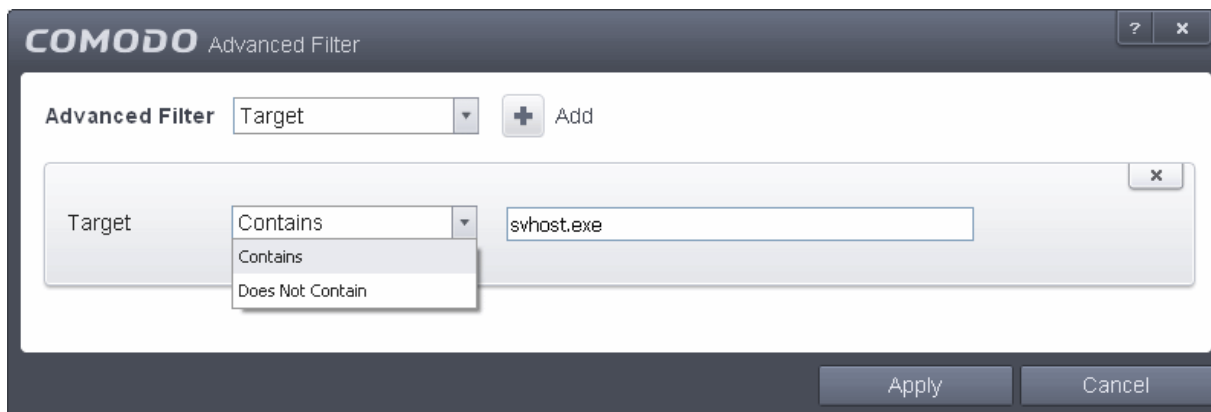 COMODO Advanced Filter ? x
Advanced Filter Target + Add
x
Target Contains svhost.exe
Contains
Does Not Contain
Apply Cancel